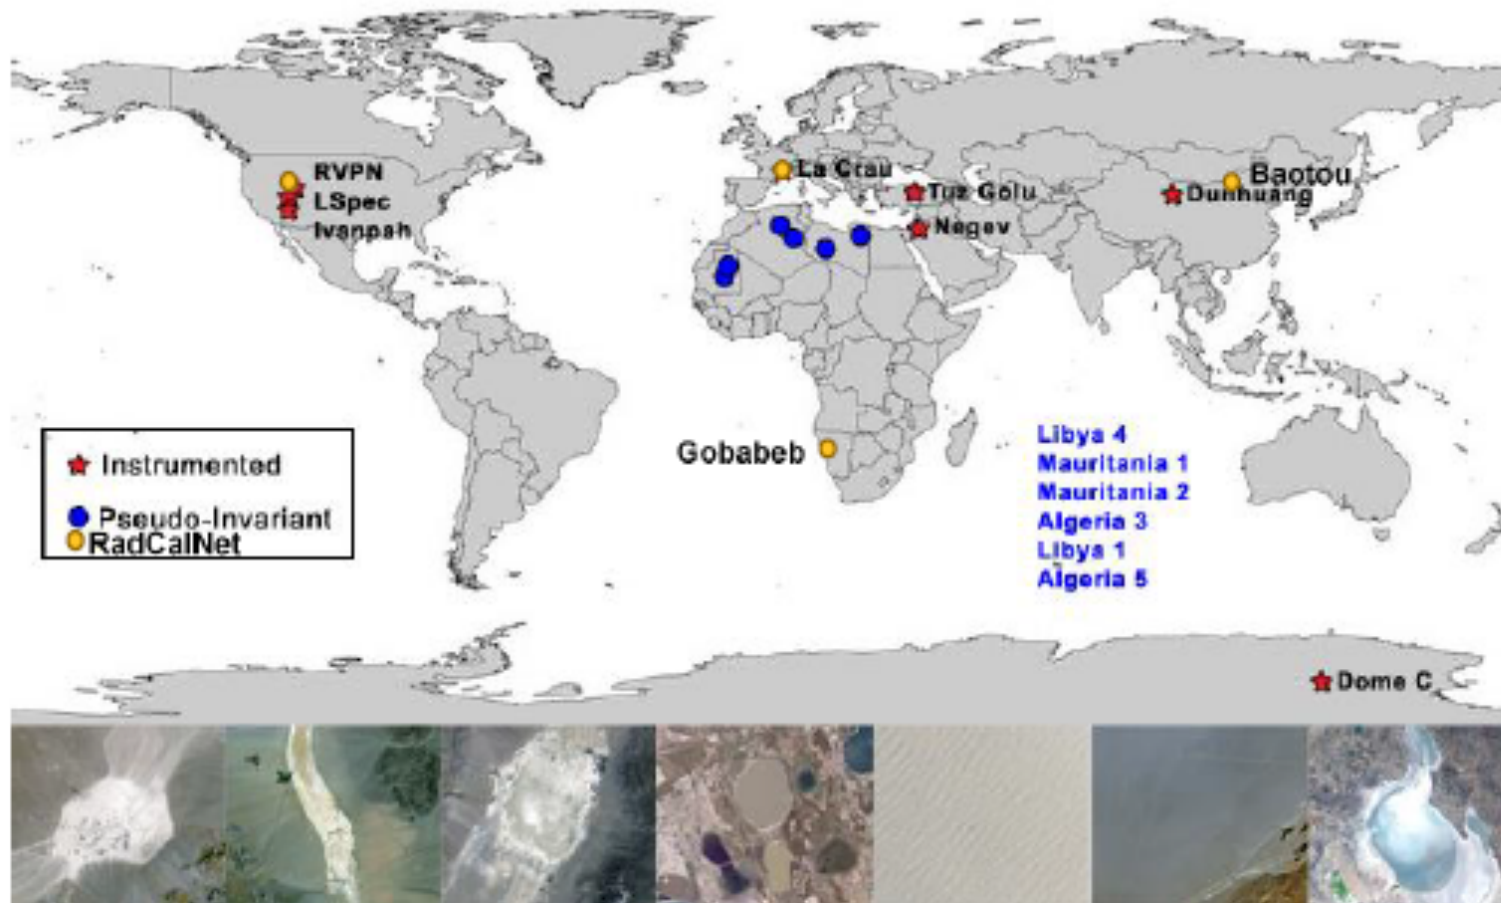 RVPN
LSpec
Ivanpah
La Crau
Tuz Golu
Negev
Baotou
Dunhuang
Gobabeb
Instrumented
Pseudo-Invariant
RadCalNet
Libya 4
Mauritania 1
Mauritania 2
Algeria 3
Libya 1
Algeria 5
Dome C